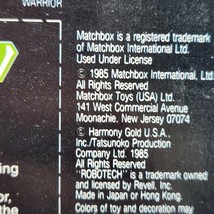 WARRIOR
Matchbox is a registered trademark
of Matchbox International Ltd.
Used Under License
© 1985 Matchbox International, Ltd.
All Rights Reserved
Matchbox Toys (USA) Ltd.
141 West Commercial Avenue
Moonachie, New Jersey 07074
© Harmony Gold U.S.A.,
Inc./Tatsunoko Production
Company Ltd. 1985
All Rights Reserved
"ROBOTECH" is a trademark owned
and licensed by Revell, Inc.
Made in Japan or Hong Kong.
Colors of toy and decoration may
ing
or,
the